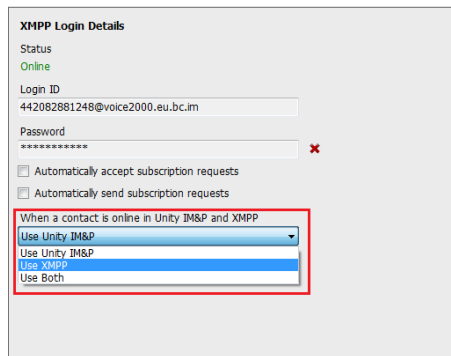 XMPP Login Details
Status
Online
Login ID
442082881248@voice2000.eu.bc.im
Password
***********
Automatically accept subscription requests
Automatically send subscription requests
When a contact is online in Unity IM&P and XMPP
Use Unity IM&P
Use Unity IM&P
Use XMPP
Use Both